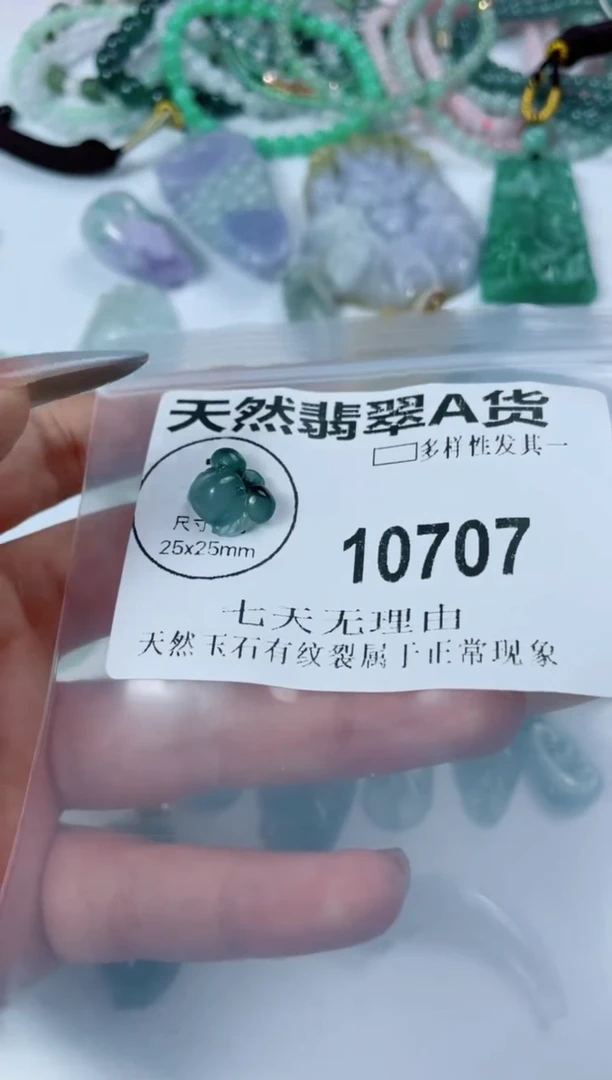 天然翡翠A货
多样性发其一
尺寸
25x25mm
10707
七天无理由
天然玉石有纹裂属于正常现象